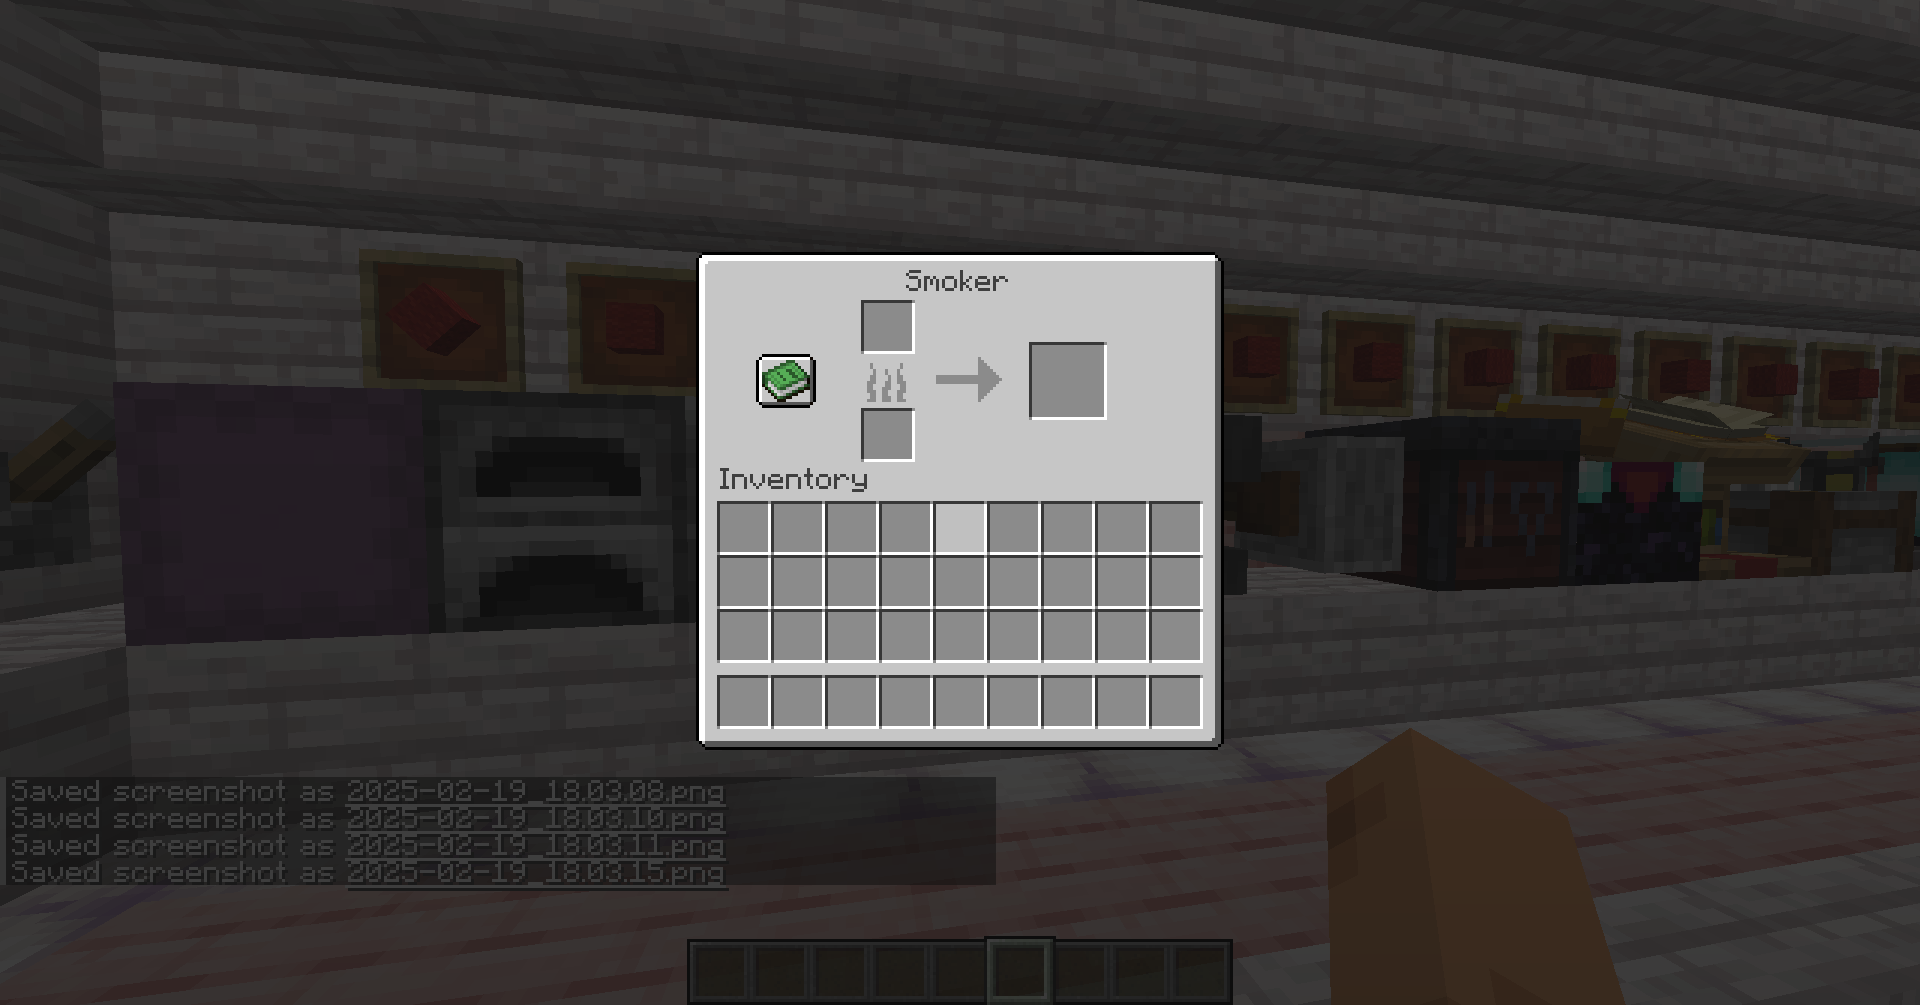 Smoker
Inventory
Saved screenshot as 2025-02-19_18.03.08.png
Saved screenshot as 2025-02-19_18.03.10.png
Saved screenshot as 2025-02-19_18.03.11.png
Saved screenshot as 2025-02-19_18.03.15.png